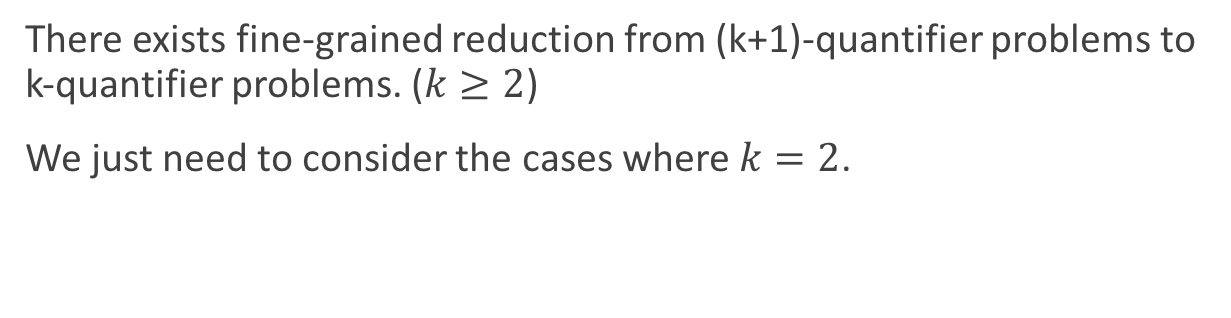 There exists fine-grained reduction from (k+1)-quantifier problems to
k-quantifier problems. (k ≥ 2)
We just need to consider the cases where k = 2.